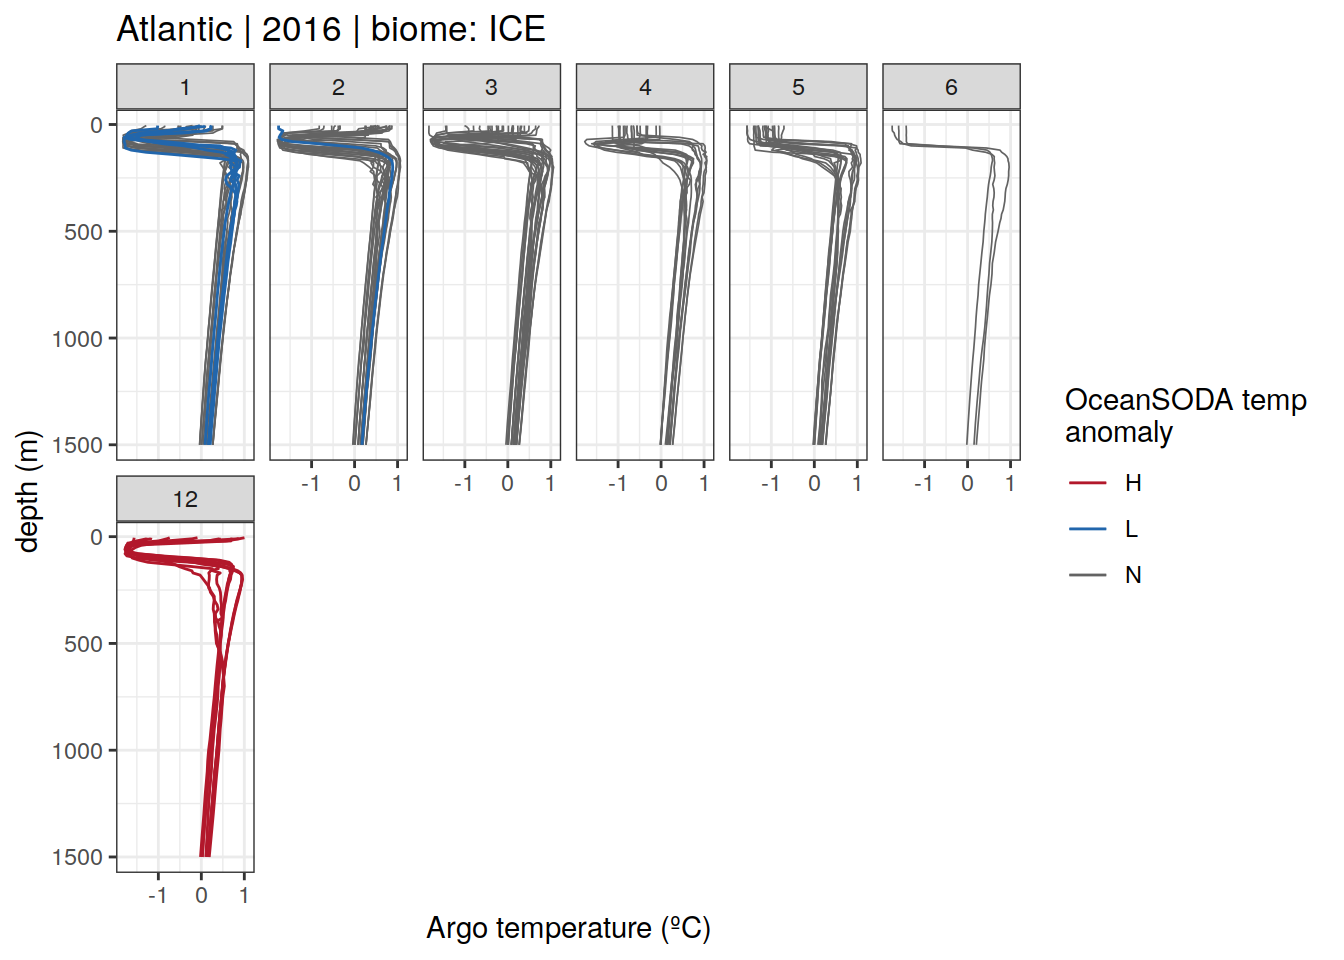 Atlantic | 2016 | biome: ICE
1 2 3 4 5 6
0
500
1000
1500
-1 0 1 -1 0 1 -1 0 1 -1 0 1 -1 0 1
12
0
500
1000
1500
-1 0 1
depth (m)
Argo temperature (ºC)
OceanSODA temp
anomaly
H
L
N